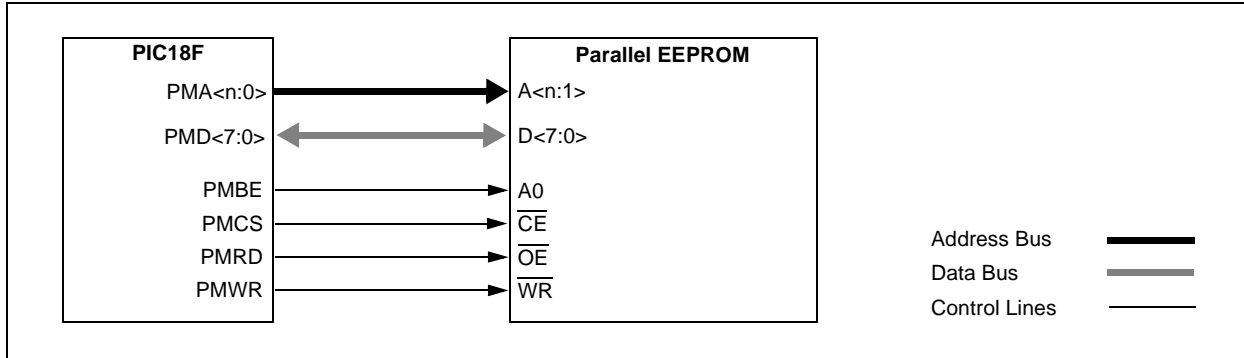 PIC18F
Parallel EEPROM
PMA<n:0>
A<n:1>
PMD<7:0>
D<7:0>
PMBE
A0
PMCS
CE
PMRD
OE
PMWR
WR
Address Bus
Data Bus
Control Lines